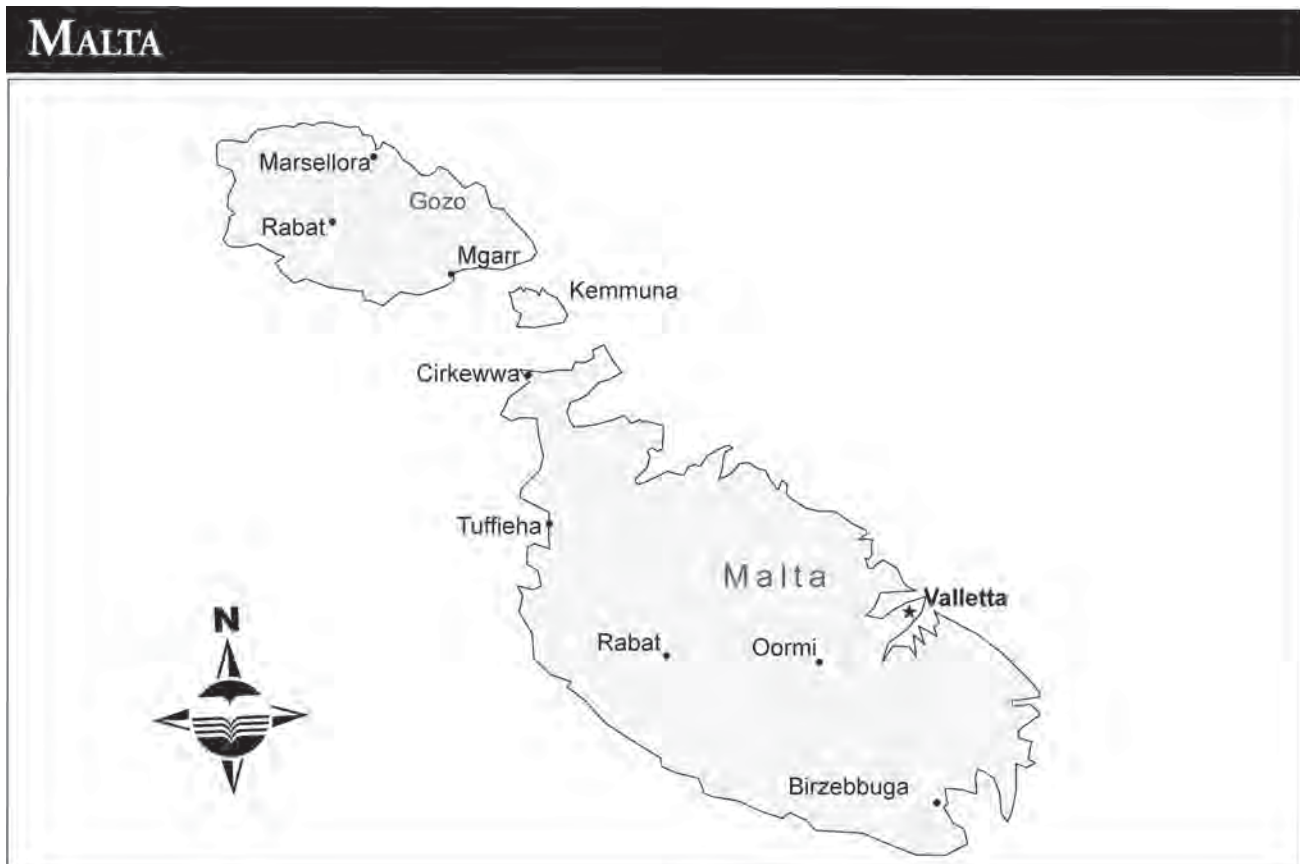 MALTA
Marsellora
Gozo
Rabat
Mgarr
Kemmuna
Cirkewwa
Tuffieha
Malta
Valletta
N
Rabat
Oormi
Birzebbuga